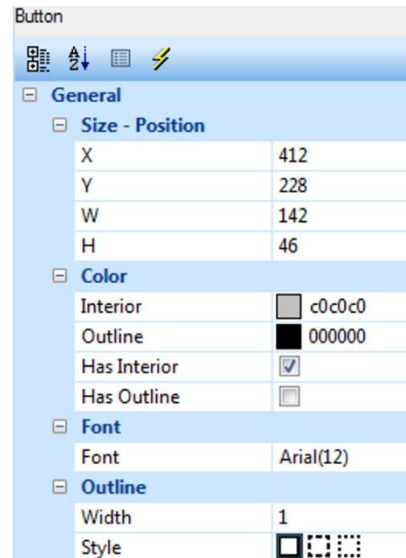 Button
A Z
General
Size - Position
X 412
Y 228
W 142
H 46
Color
Interior c0c0c0
Outline 000000
Has Interior
Has Outline
Font
Font Arial(12)
Outline
Width 1
Style